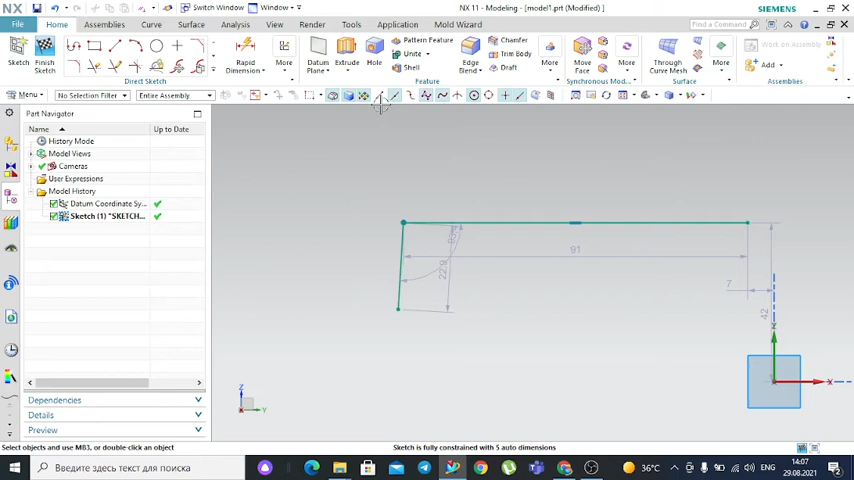 NX
Switch Window
Window
NX 11 - Modeling - [model1.prt (Modified) ]
SIEMENS
File
Home
Assemblies
Curve
Surface
Analysis
View
Render
Tools
Application
Mold Wizard
Find a Command
Sketch
Finish Sketch
Rapid Dimension
More
Datum Plane
Extrude
Hole
Pattern Feature
Unite
Shell
Edge Blend
Chamfer
Trim Body
Draft
More
Move Face
More
Through Curve Mesh
More
Work on Assembly
Add
More
Direct Sketch
Feature
Synchronous Modeling
Surface
Assemblies
Menu
No Selection Filter
Entire Assembly
Part Navigator
Name
Up to Date
History Mode
Model Views
Cameras
User Expressions
Model History
Datum Coordinate Sy...
Sketch (1) "SKETCH...
91
22.9
7
42
X
Z
Y
Dependencies
Details
Preview
Select objects and use MB3, or double-click an object
Sketch is fully constrained with 5 auto dimensions
Введите здесь текст для поиска
36°C
ENG
14:07
29.08.2021
2